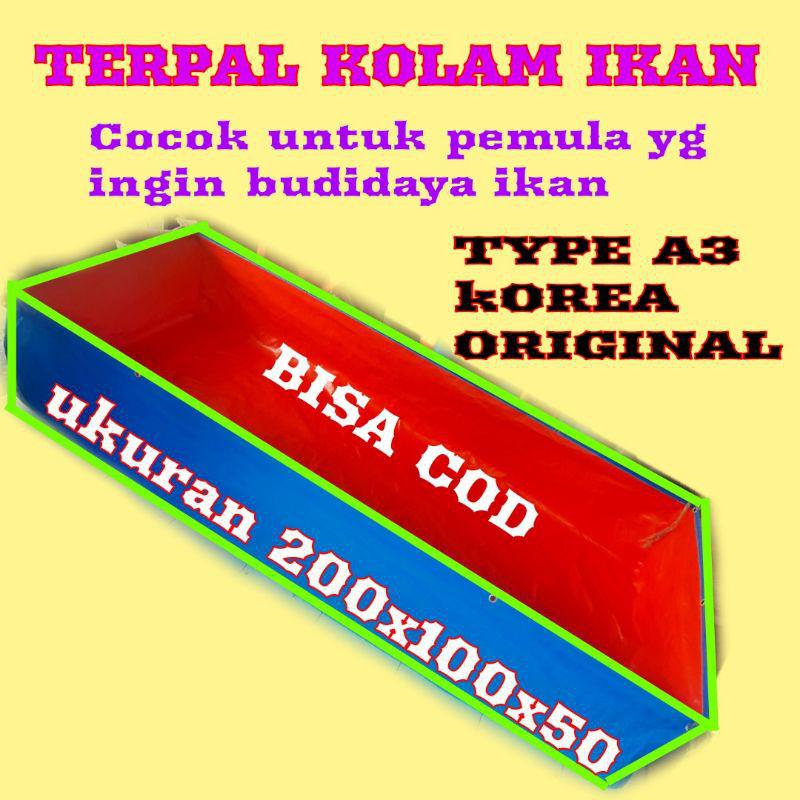 TERPAL KOLAM IKAN
Cocok untuk pemula yg
ingin budidaya ikan
TYPE A3
kOREA
ORIGINAL
BISA COD
ukuran 200x100x50